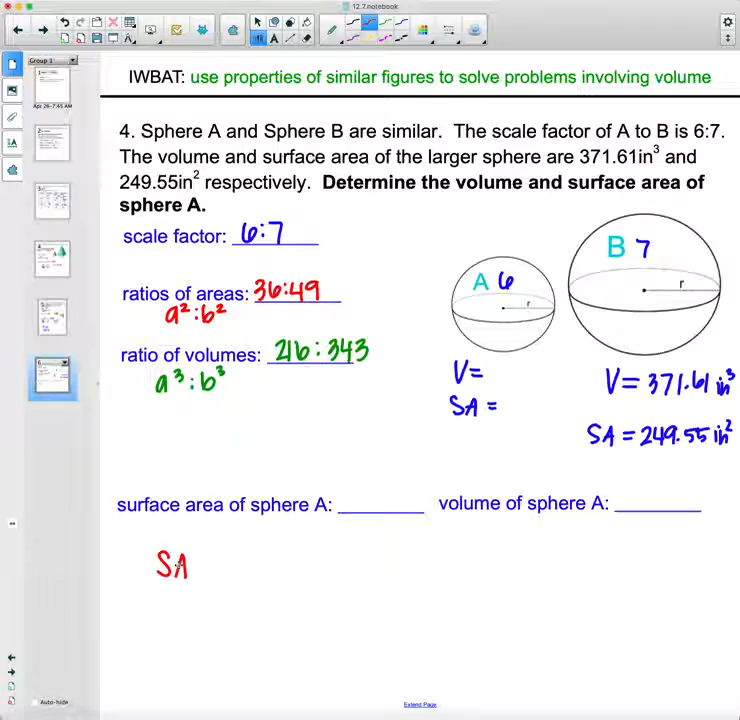 12.7.notebook
Group 1
Apr 26-7:45 AM
IWBAT: use properties of similar figures to solve problems involving volume
4. Sphere A and Sphere B are similar. The scale factor of A to B is 6:7.
The volume and surface area of the larger sphere are 371.61in³ and
249.55in² respectively. Determine the volume and surface area of
sphere A.
scale factor: 6:7
ratios of areas: 36:49
a²:b²
ratio of volumes: 216:343
a³:b³
A 6
r
V=
SA =
B 7
r
V= 371.61 in³
SA = 249.55 in²
surface area of sphere A: ________ volume of sphere A: ________
SA
Auto-hide
Extend Page